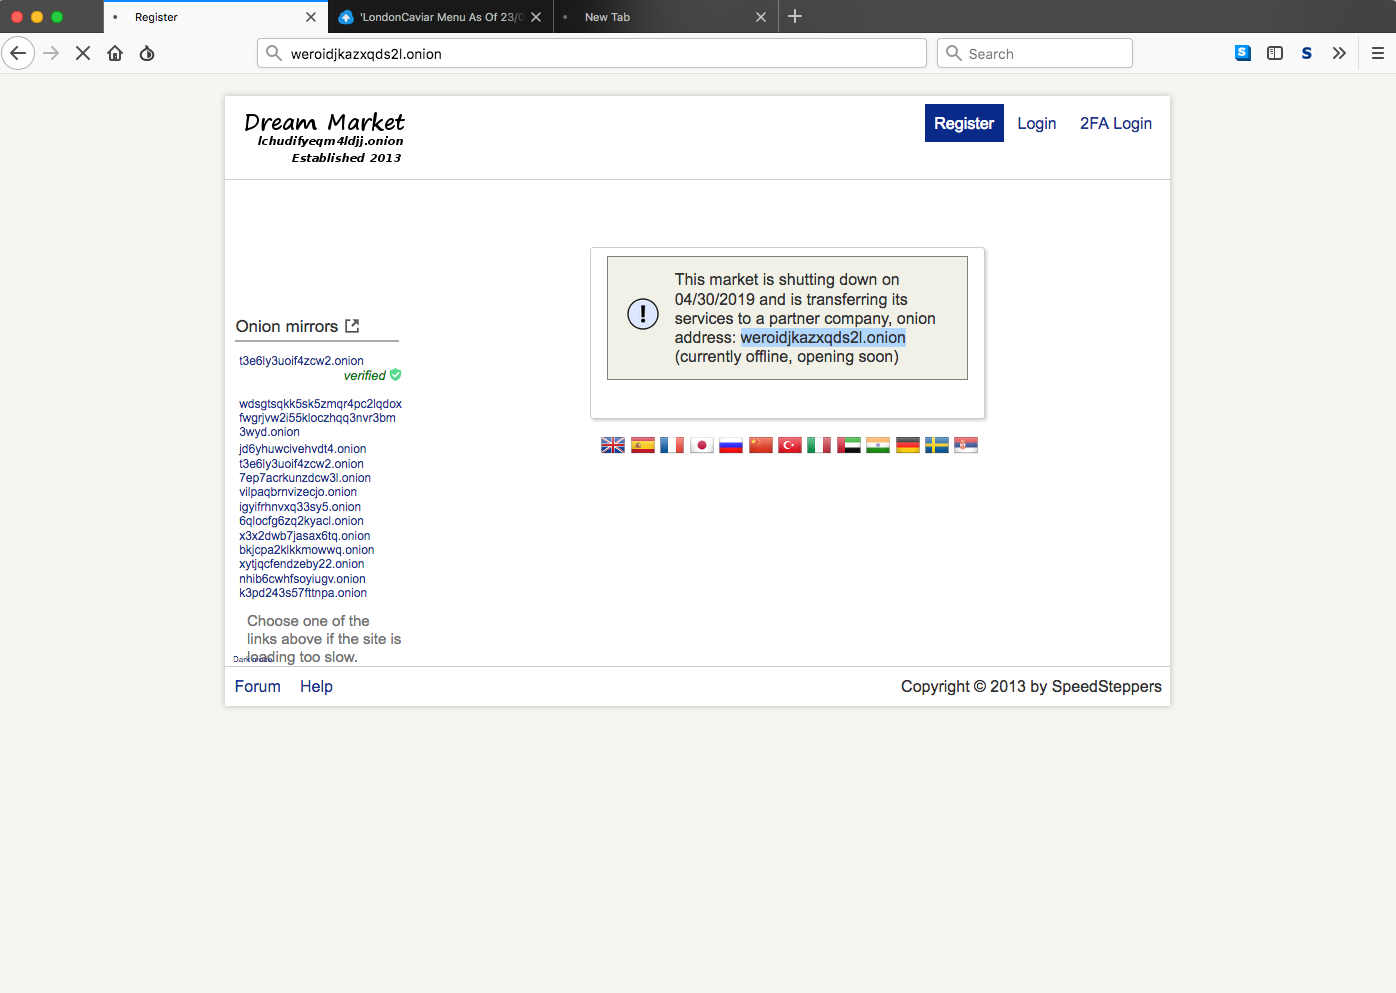 Register
'LondonCaviar Menu As Of 23/0
New Tab
weroidjkazxqds2l.onion
Search
Dream Market
lchudifyeqm4ldjj.onion
Established 2013
Register
Login
2FA Login
This market is shutting down on
04/30/2019 and is transferring its
services to a partner company, onion
address: weroidjkazxqds2l.onion
(currently offline, opening soon)
Onion mirrors
t3e6ly3uoif4zcw2.onion
verified
wdsgtsqkk5sk5zmqr4pc2lqdox
fwgrjvw2i55kloczhqq3nvr3bm
3wyd.onion
jd6yhuwcivehvdt4.onion
t3e6ly3uoif4zcw2.onion
7ep7acrkunzdcw3l.onion
vilpaqbrnvizecjo.onion
igyifrhnvxq33sy5.onion
6qlocfg6zq2kyacl.onion
x3x2dwb7jasax6tq.onion
bkjcpa2klkkmowwq.onion
xytjqcfendzeby22.onion
nhib6cwhfsoyiugv.onion
k3pd243s57fttnpa.onion
Choose one of the
links above if the site is
loading too slow.
Forum
Help
Copyright © 2013 by SpeedSteppers